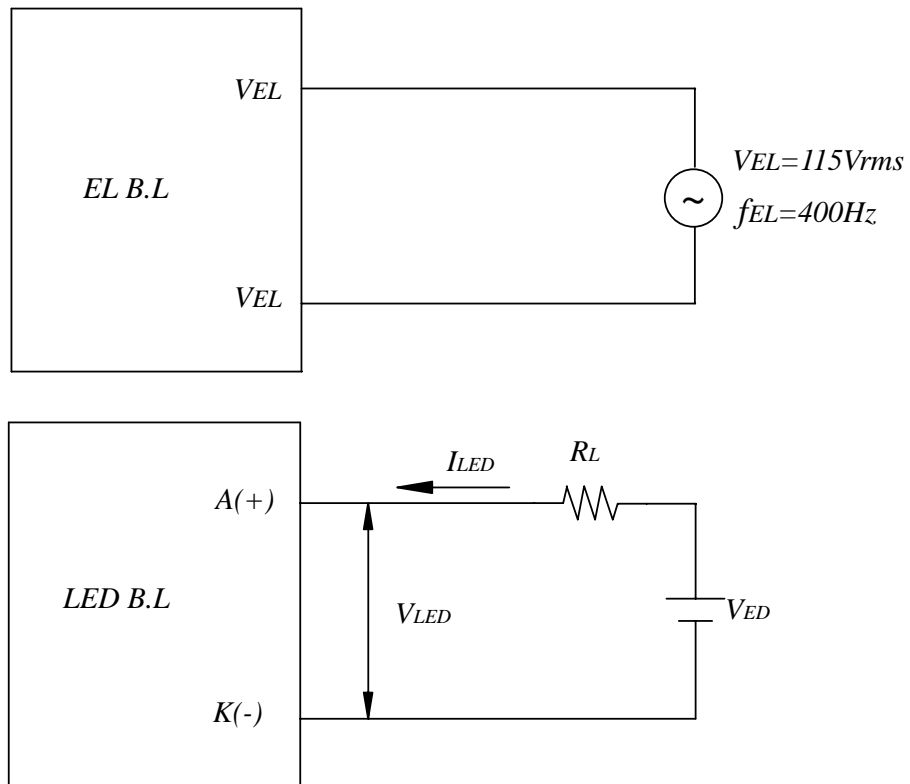 VEL
EL B.L
VEL=115Vrms
~
fEL=400Hz
VEL
ILED
RL
A(+)
LED B.L
VLED
VED
K(-)